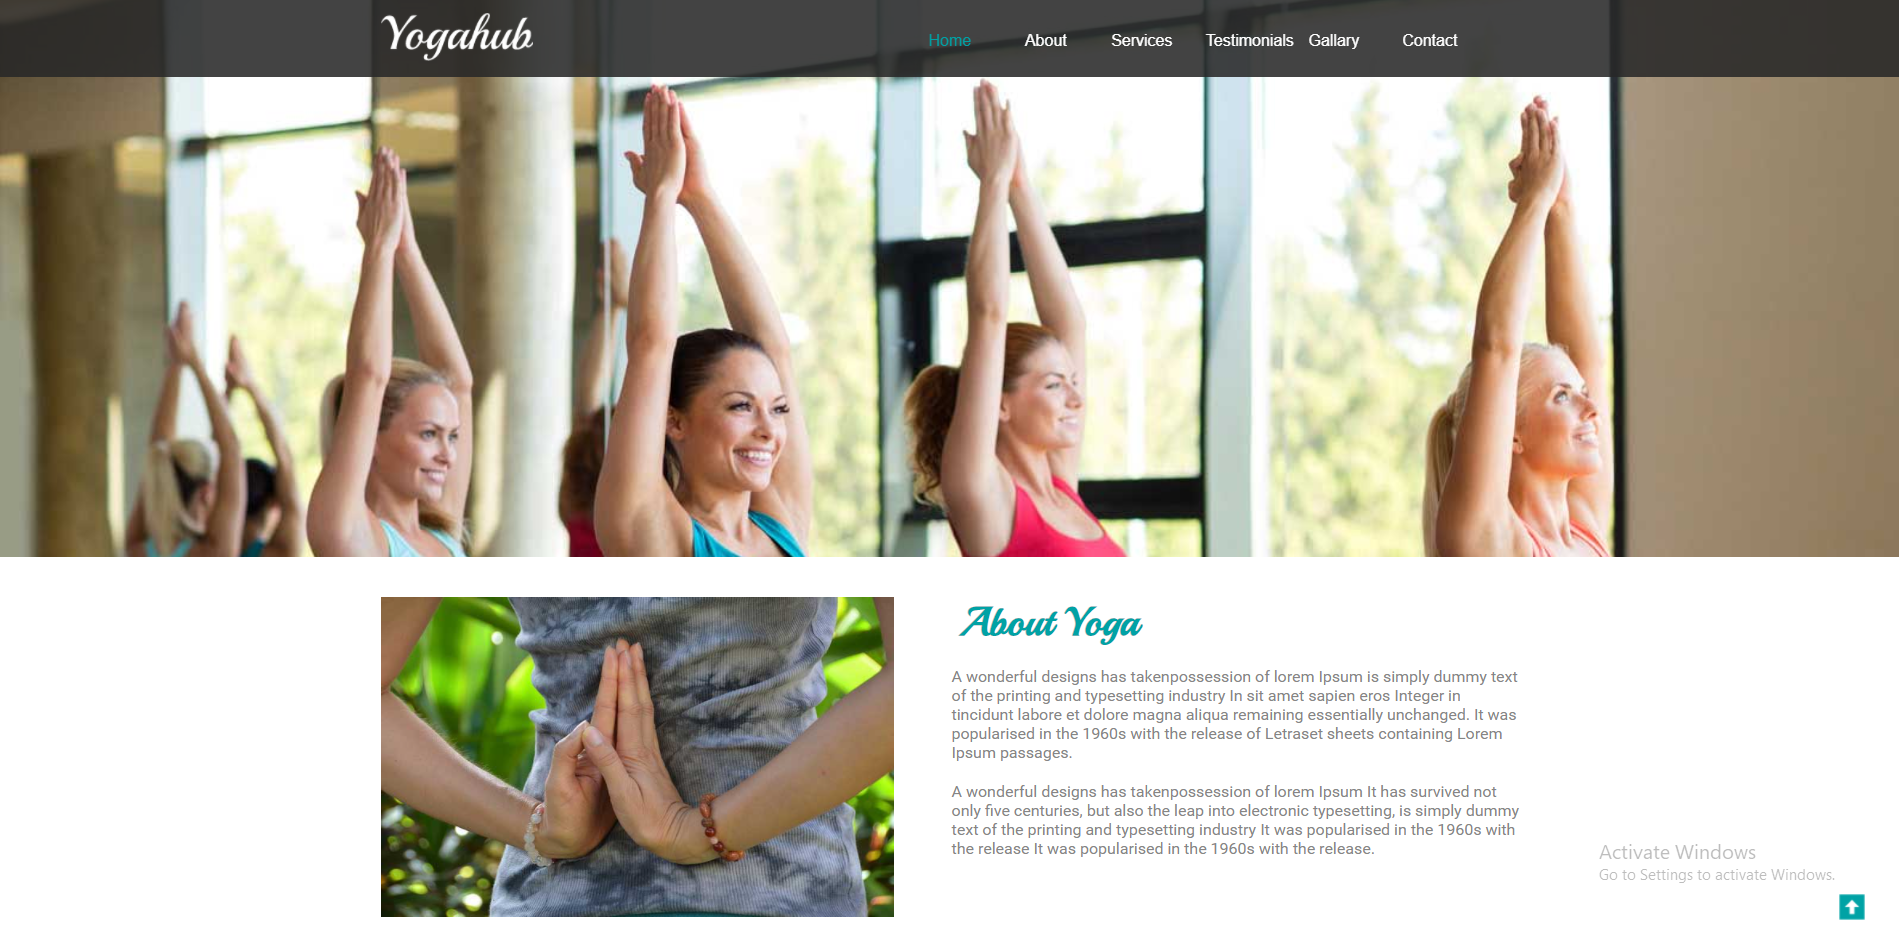 Yogahub
Home About Services Testimonials Gallary Contact
About Yoga
A wonderful designs has takenpossession of lorem Ipsum is simply dummy text
of the printing and typesetting industry In sit amet sapien eros Integer in
tincidunt labore et dolore magna aliqua remaining essentially unchanged. It was
popularised in the 1960s with the release of Letraset sheets containing Lorem
Ipsum passages.
A wonderful designs has takenpossession of lorem Ipsum It has survived not
only five centuries, but also the leap into electronic typesetting, is simply dummy
text of the printing and typesetting industry It was popularised in the 1960s with
the release It was popularised in the 1960s with the release.
Activate Windows
Go to Settings to activate Windows.